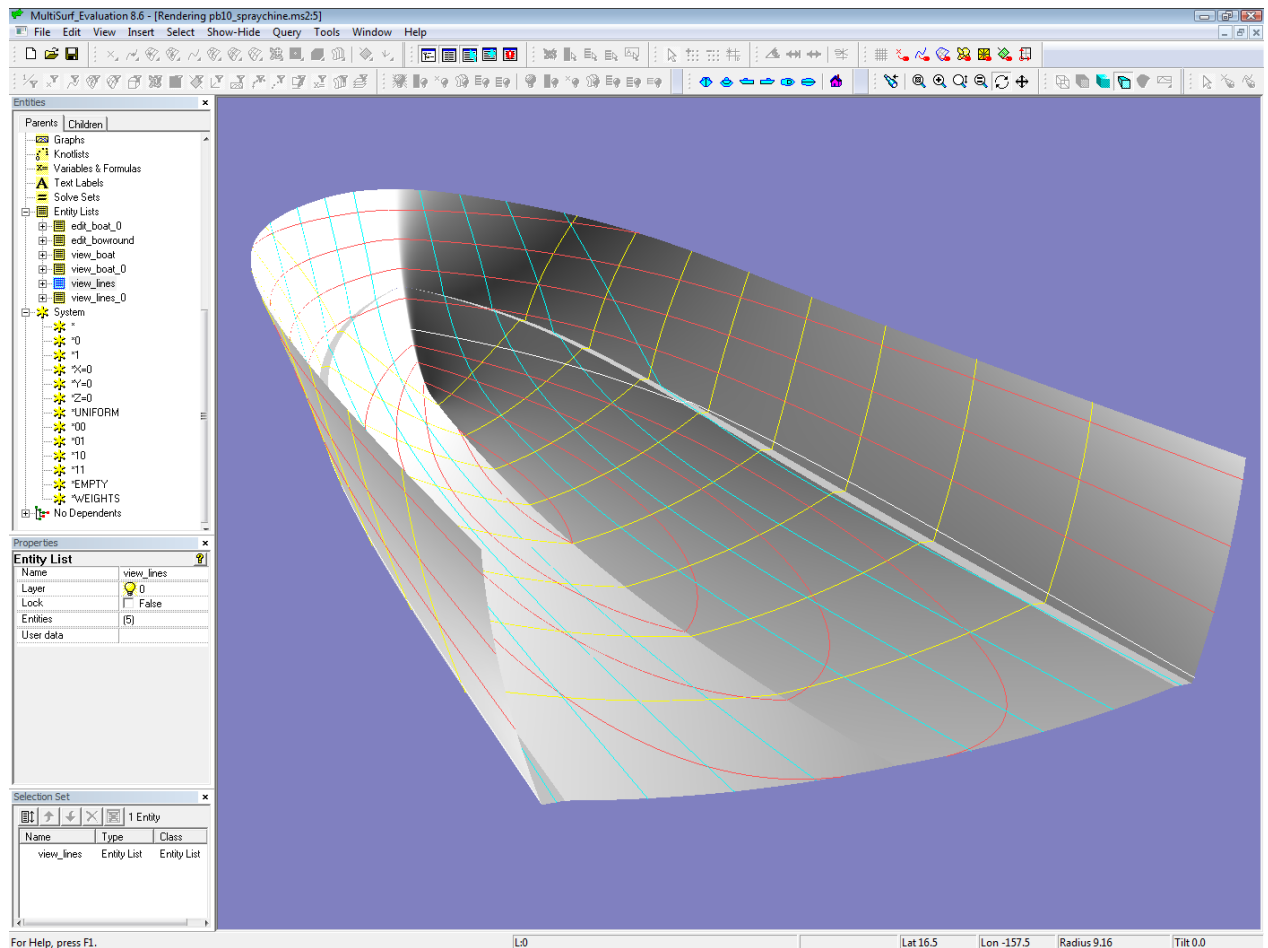 MultiSurf_Evaluation 8.6 - [Rendering pb10_spraychine.ms2:5]
File Edit View Insert Select Show-Hide Query Tools Window Help
Entities
Parents Children
Graphs
Knotlists
Variables & Formulas
Text Labels
Solve Sets
Entity Lists
edit_boat_0
edit_bowround
view_boat
view_boat_0
view_lines
view_lines_0
System
*
*0
*1
*X=0
*Y=0
*Z=0
*UNIFORM
*00
*01
*10
*11
*EMPTY
*WEIGHTS
No Dependents
Properties
Entity List
Name view_lines
Layer 0
Lock False
Entities (5)
User data
Selection Set
1 Entity
Name Type Class
view_lines Entity List Entity List
For Help, press F1. L:0 Lat 16.5 Lon -157.5 Radius 9.16 Tilt 0.0